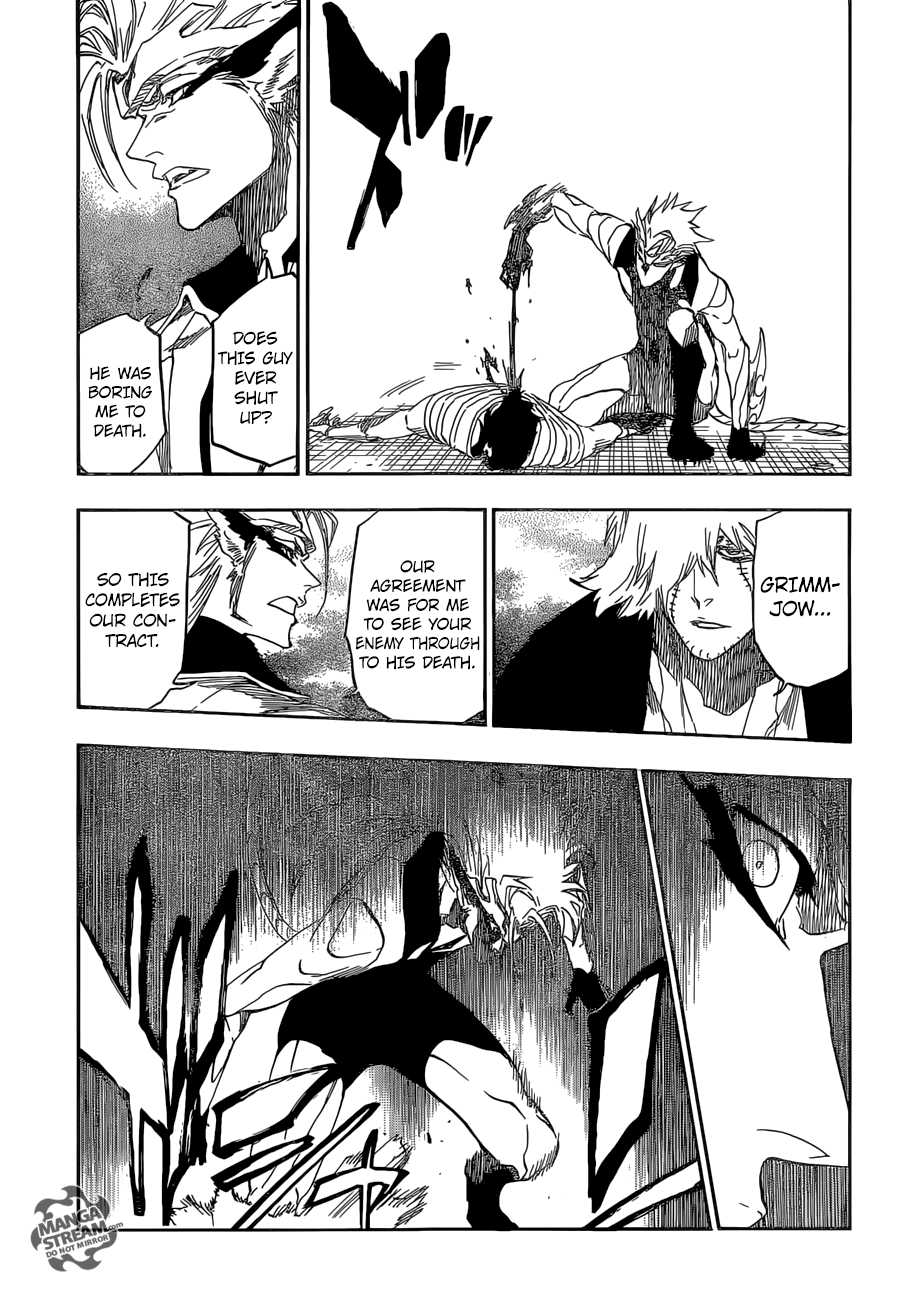 DOES
THIS GUY
EVER
SHUT
UP?
HE WAS
BORING
ME TO
DEATH.
GRIMM-
JOW...
OUR
AGREEMENT
WAS FOR ME
TO SEE YOUR
ENEMY THROUGH
TO HIS DEATH.
SO THIS
COMPLETES
OUR CON-
TRACT.
MANGA
STREAM.com
DO NOT MIRROR!